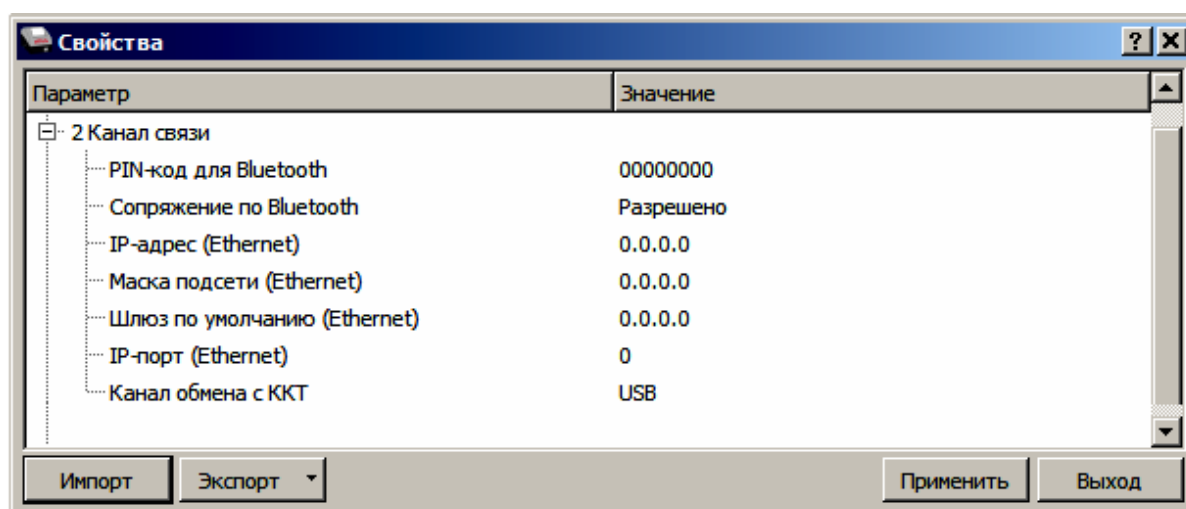 Свойства
Параметр Значение
2 Канал связи
PIN-код для Bluetooth 00000000
Сопряжение по Bluetooth Разрешено
IP-адрес (Ethernet) 0.0.0.0
Маска подсети (Ethernet) 0.0.0.0
Шлюз по умолчанию (Ethernet) 0.0.0.0
IP-порт (Ethernet) 0
Канал обмена с ККТ USB
Импорт Экспорт Применить Выход